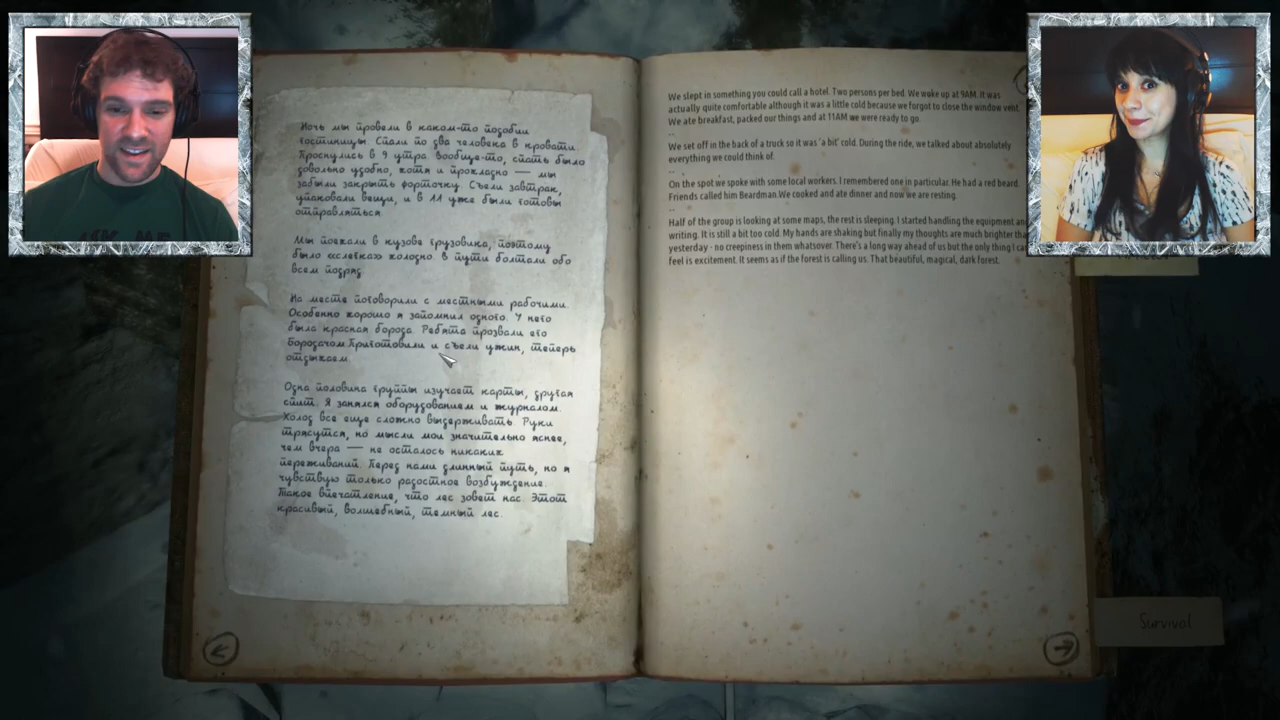 Ночь мы провели в каком-то подобии
гостиницы. Спали по два человека в кровати.
Проснулись в 9 утра. Вообще-то, спать было
довольно удобно, хотя и прохладно — мы
забыли закрыть форточку. Съели завтрак,
упаковали вещи, и в 11 уже были готовы
отправляться.
Мы поехали в кузове грузовика, поэтому
было «слегка» холодно. В пути болтали обо
всем подряд.
На месте поговорили с местными рабочими.
Особенно хорошо я запомнил одного. У него
была красная борода. Ребята прозвали его
Бородачом.Приготовили и съели ужин, теперь
отдыхаем.
Одна половина группы изучает карты, другая
спит. Я занялся оборудованием и журналом.
Холод все еще сложно выдерживать. Руки
трясутся, но мысли мои значительно яснее,
чем вчера — не осталось никаких
переживаний. Перед нами длинный путь, но я
чувствую только радостное возбуждение.
Такое впечатление, что лес зовет нас. Этот
красивый, волшебный, темный лес.
We slept in something you could call a hotel. Two persons per bed. We woke up at 9AM. It was
actually quite comfortable although it was a little cold because we forgot to close the window vent.
We ate breakfast, packed our things and at 11AM we were ready to go.
--
We set off in the back of a truck so it was 'a bit' cold. During the ride, we talked about absolutely
everything we could think of.
--
On the spot we spoke with some local workers. I remembered one in particular. He had a red beard.
Friends called him Beardman.We cooked and ate dinner and now we are resting.
--
Half of the group is looking at some maps, the rest is sleeping. I started handling the equipment and
writing. It is still a bit too cold. My hands are shaking but finally my thoughts are much brighter than
yesterday - no creepiness in them whatsoever. There's a long way ahead of us but the only thing I can
feel is excitement. It seems as if the forest is calling us. That beautiful, magical, dark forest.
Survival